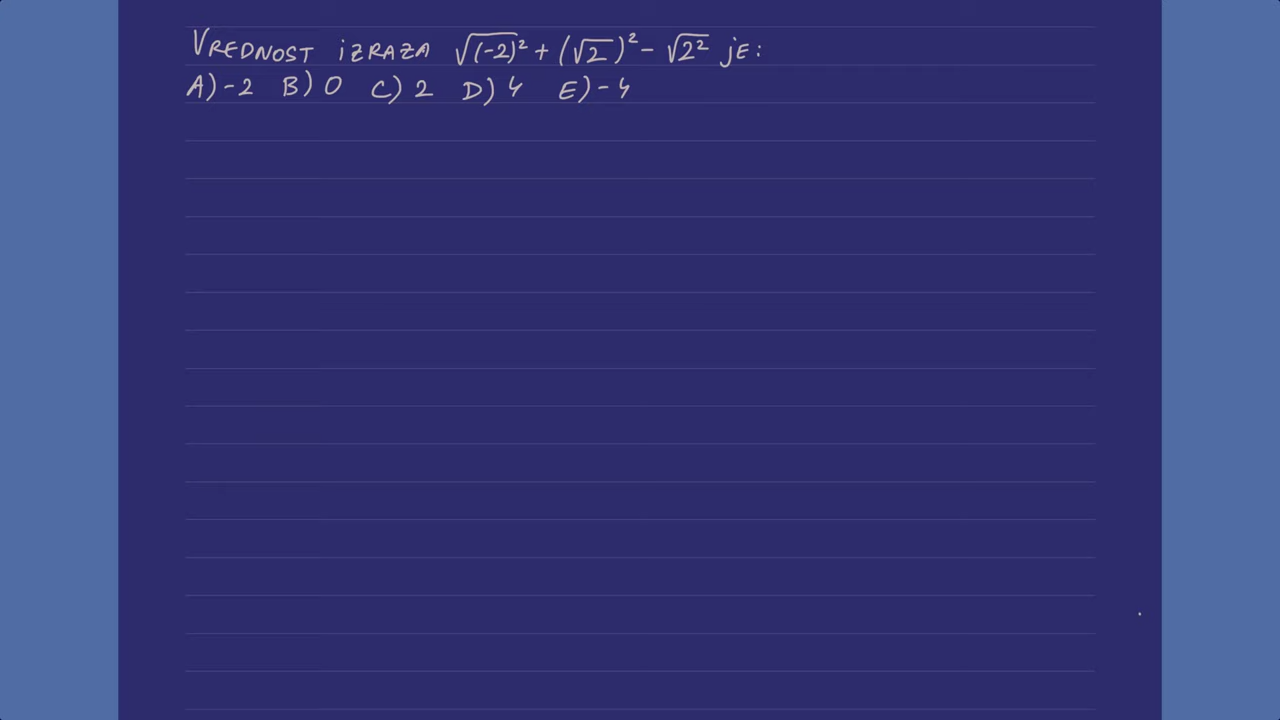 VREDNOST IZRAZA √(-2)² + (√2)² - √2² JE:
A) -2 B) 0 C) 2 D) 4 E) -4